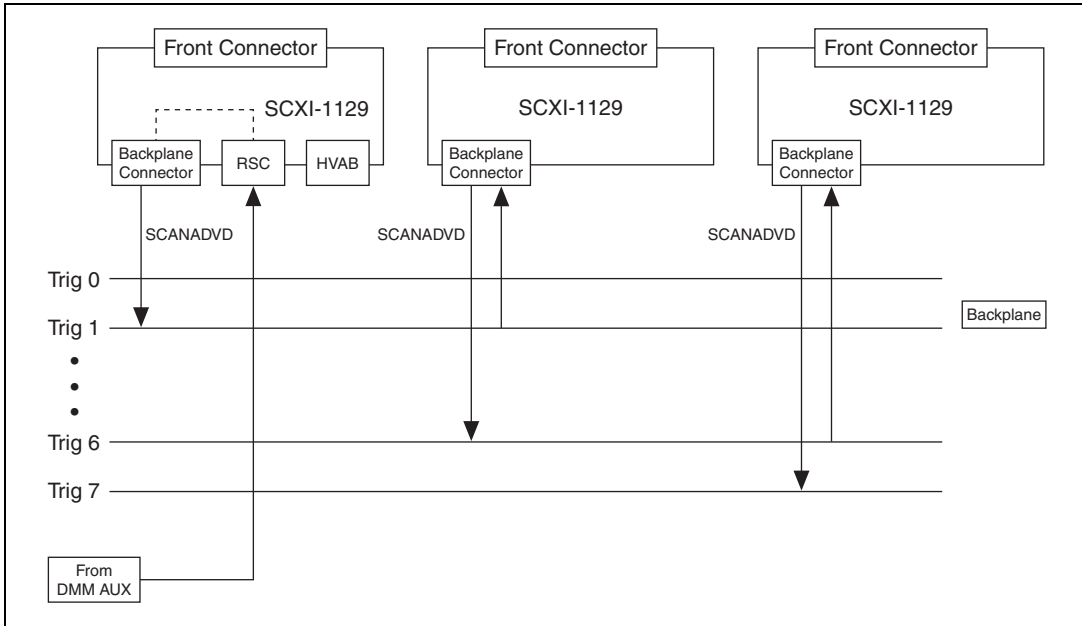 Front Connector
Front Connector
Front Connector
SCXI-1129
SCXI-1129
SCXI-1129
Backplane
Connector
RSC
HVAB
Backplane
Connector
Backplane
Connector
SCANADVD
SCANADVD
SCANADVD
Trig 0
Trig 1
Backplane
Trig 6
Trig 7
From
DMM AUX